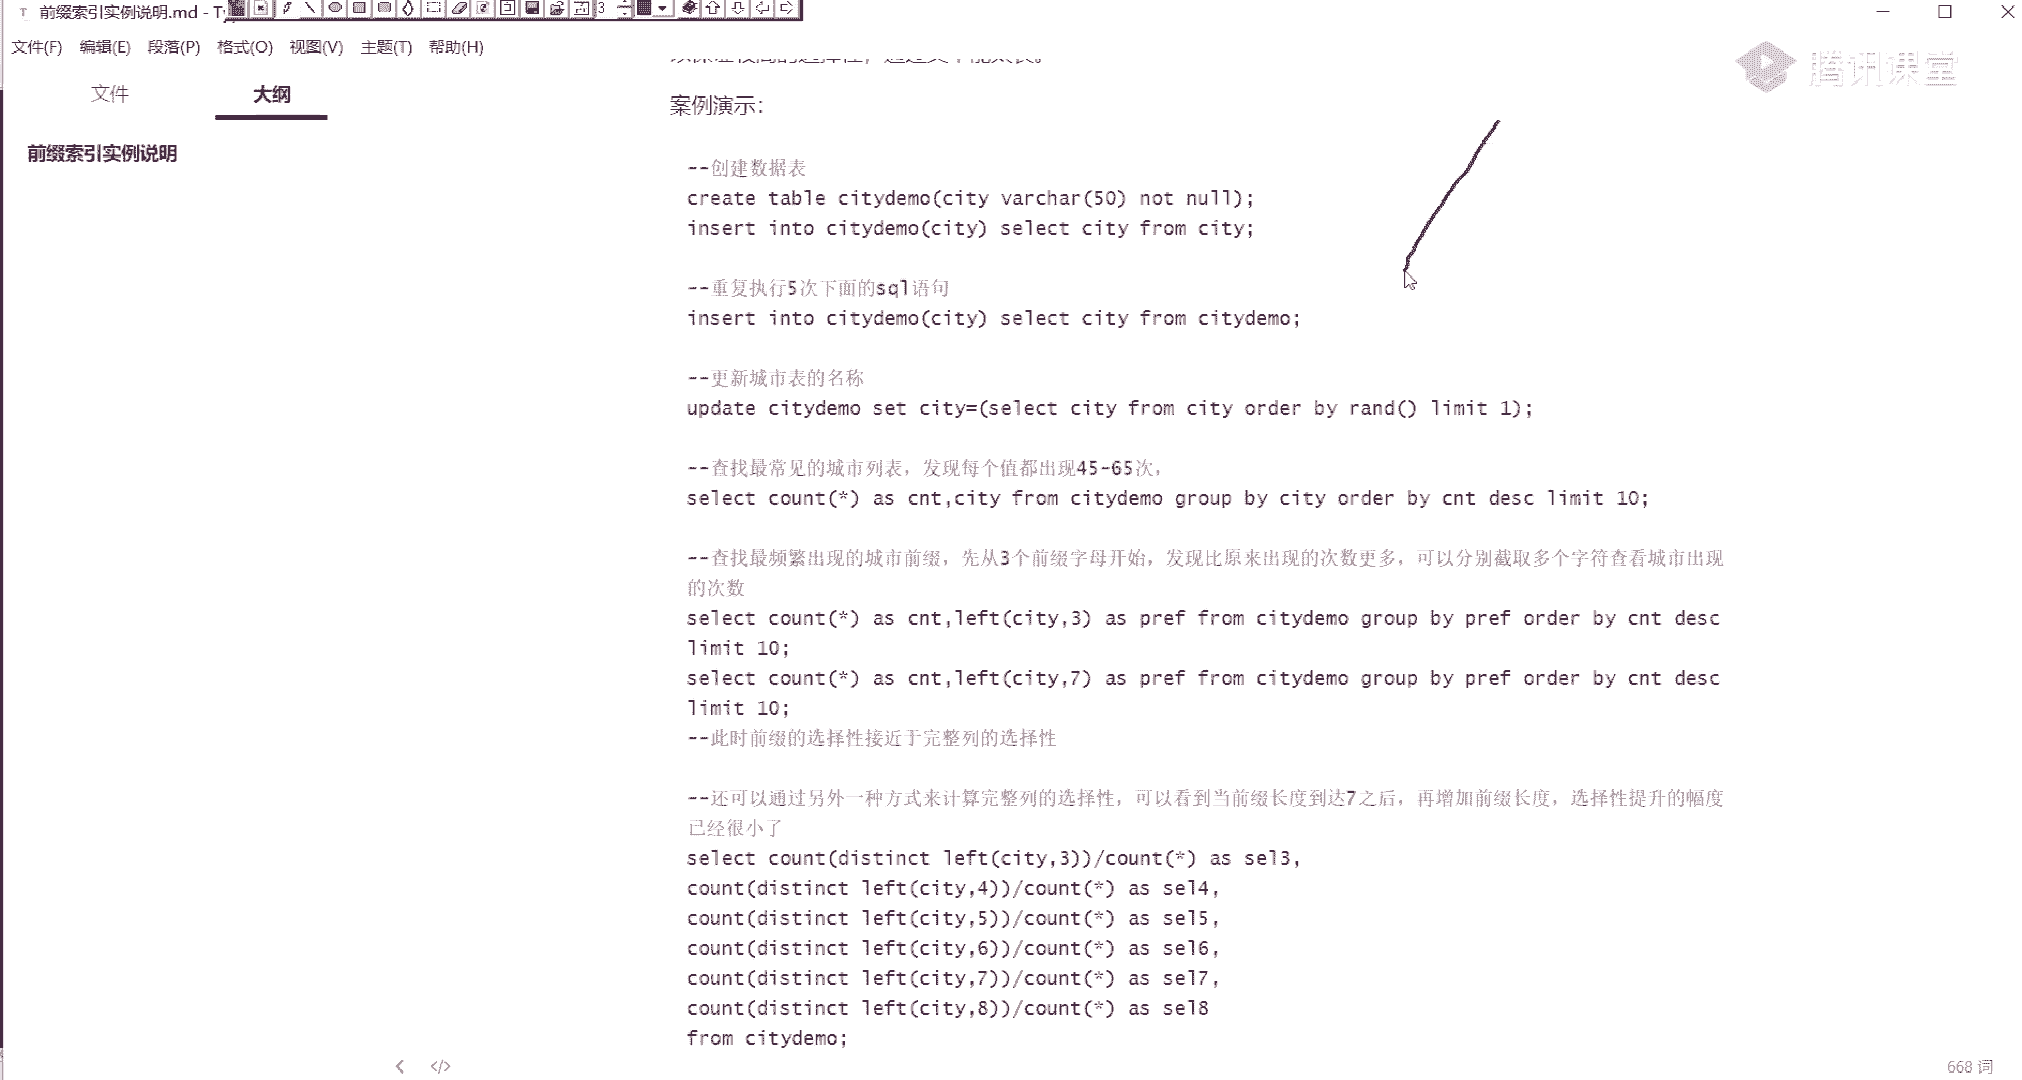 前缀索引实例说明.md - Ty
3
文件(F) 编辑(E) 段落(P) 格式(O) 视图(V) 主题(T) 帮助(H)
腾讯课堂
文件 大纲
前缀索引实例说明
案例演示：
--创建数据表
create table citydemo(city varchar(50) not null);
insert into citydemo(city) select city from city;
--重复执行5次下面的sql语句
insert into citydemo(city) select city from citydemo;
--更新城市表的名称
update citydemo set city=(select city from city order by rand() limit 1);
--查找最常见的城市列表，发现每个值都出现45-65次，
select count(*) as cnt,city from citydemo group by city order by cnt desc limit 10;
--查找最频繁出现的城市前缀，先从3个前缀字母开始，发现比原来出现的次数更多，可以分别截取多个字符查看城市出现
的次数
select count(*) as cnt,left(city,3) as pref from citydemo group by pref order by cnt desc
limit 10;
select count(*) as cnt,left(city,7) as pref from citydemo group by pref order by cnt desc
limit 10;
--此时前缀的选择性接近于完整列的选择性
--还可以通过另外一种方式来计算完整列的选择性，可以看到当前缀长度到达7之后，再增加前缀长度，选择性提升的幅度
已经很小了
select count(distinct left(city,3))/count(*) as sel3,
count(distinct left(city,4))/count(*) as sel4,
count(distinct left(city,5))/count(*) as sel5,
count(distinct left(city,6))/count(*) as sel6,
count(distinct left(city,7))/count(*) as sel7,
count(distinct left(city,8))/count(*) as sel8
from citydemo;
668 词